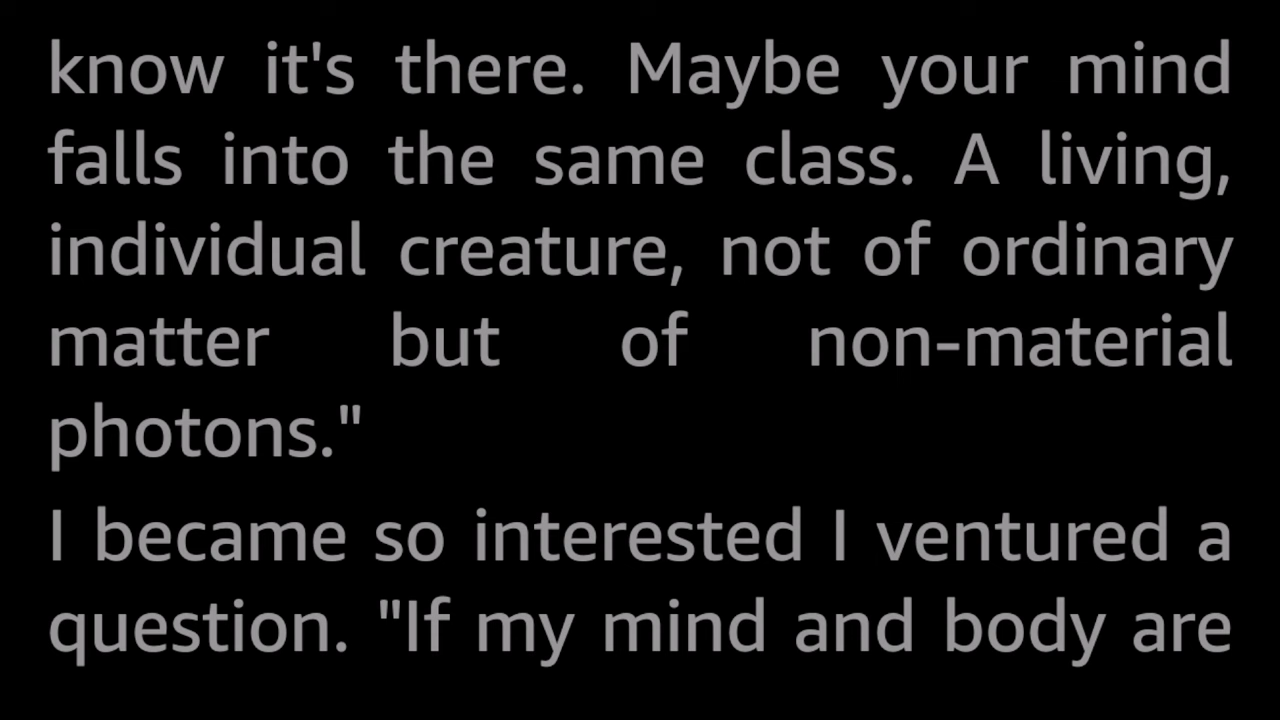 know it's there. Maybe your mind
falls into the same class. A living,
individual creature, not of ordinary
matter but of non-material
photons."
I became so interested I ventured a
question. "If my mind and body are